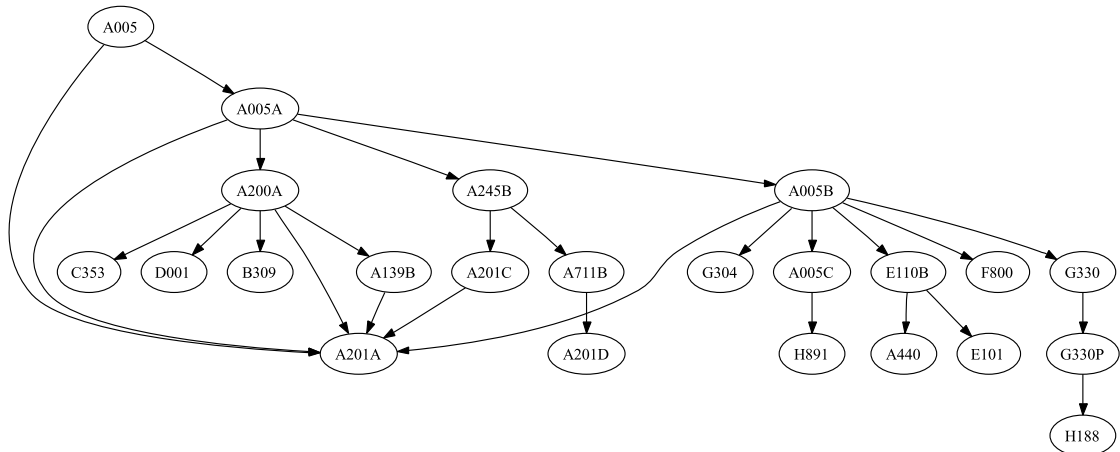 A005
A005A
A200A
A245B
A005B
C353
D001
B309
A139B
A201C
A711B
G304
A005C
E110B
F800
G330
A201A
A201D
H891
A440
E101
G330P
H188